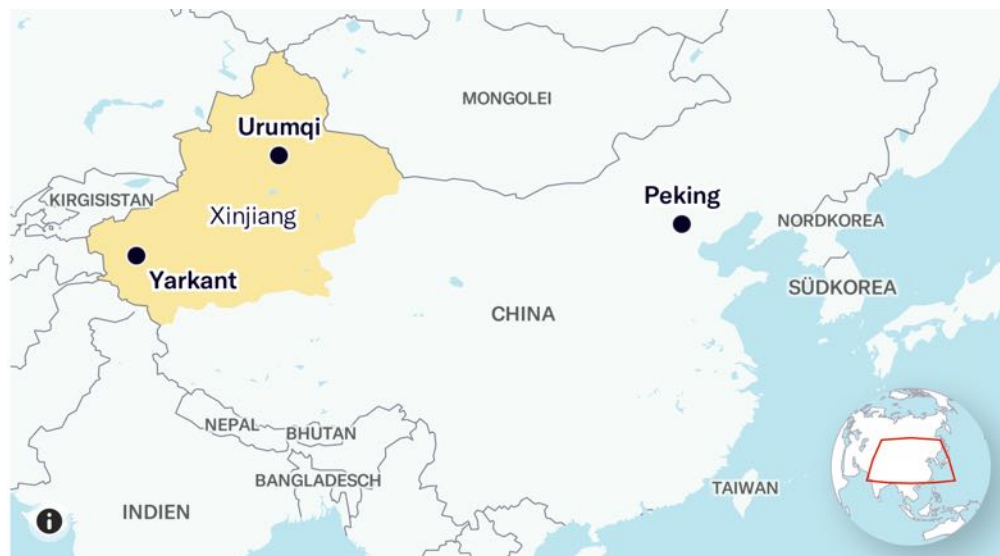 MONGOLEI
Urumqi
KIRGISISTAN
Xinjiang
Peking
NORDKOREA
Yarkant
SÜDKOREA
CHINA
NEPAL
BHUTAN
BANGLADESCH
TAIWAN
INDIEN
i